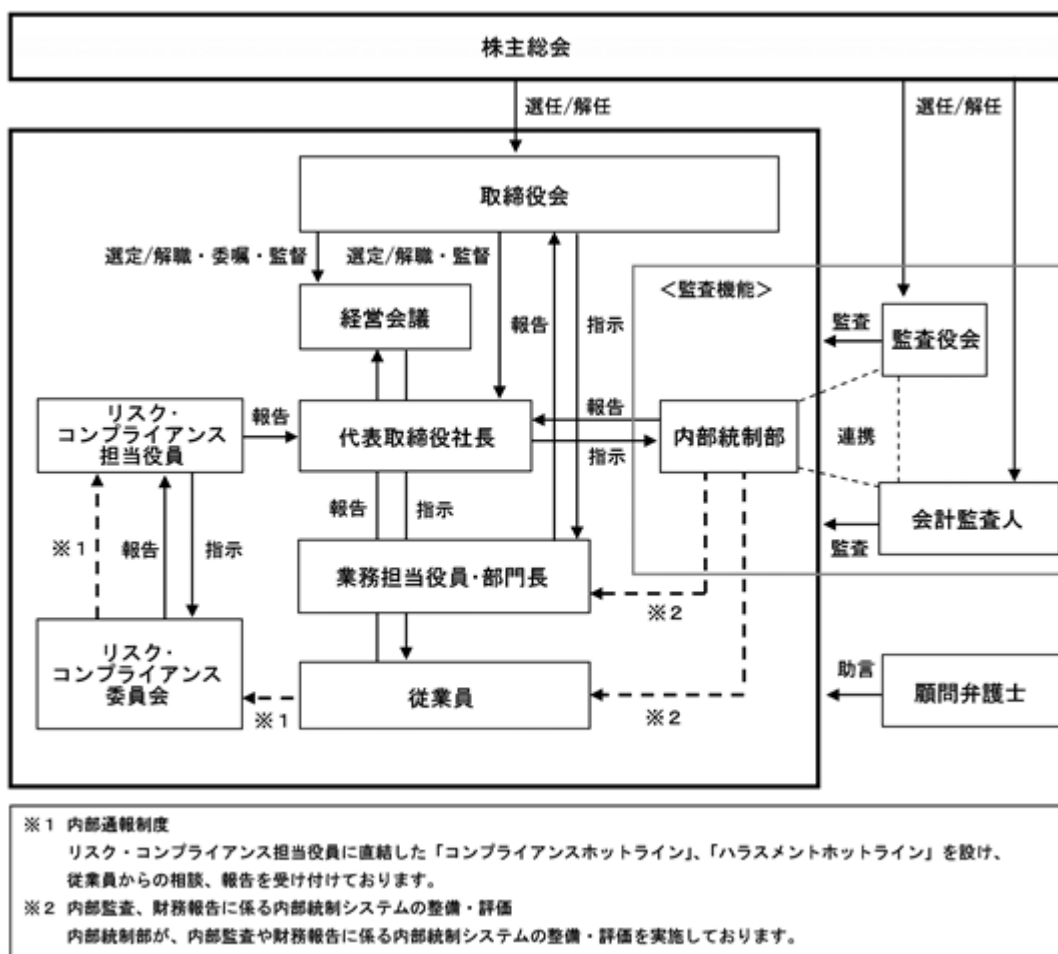 株主総会
選任/解任
選任/解任
取締役会
選定/解職・委嘱・監督
選定/解職・監督
<監査機能>
経営会議
報告
指示
監査
監査役会
リスク・
コンプライアンス
担当役員
報告
代表取締役社長
報告
指示
内部統制部
連携
報告
指示
会計監査人
監査
※1
報告
指示
業務担当役員・部門長
※2
リスク・
コンプライアンス
委員会
※1
従業員
※2
助言
顧問弁護士
※1 内部通報制度
リスク・コンプライアンス担当役員に直結した「コンプライアンスホットライン」、「ハラスメントホットライン」を設け、
従業員からの相談、報告を受け付けております。
※2 内部監査、財務報告に係る内部統制システムの整備・評価
内部統制部が、内部監査や財務報告に係る内部統制システムの整備・評価を実施しております。